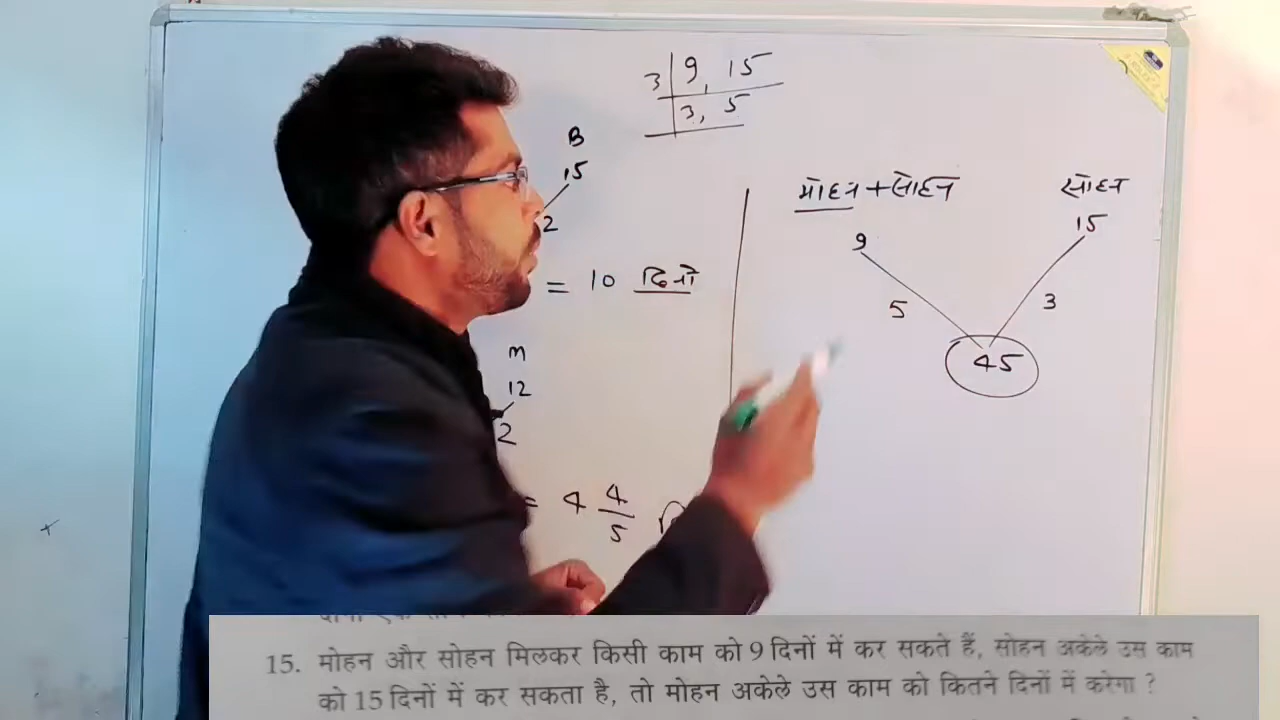 3 | 9, 15
3, 5
B
15
2
= 10 दिनो
M
12
2
= 4 4/5
मोहन + सोहन
सोहन
9
15
5
3
45
15. मोहन और सोहन मिलकर किसी काम को 9 दिनों में कर सकते हैं, सोहन अकेले उस काम
को 15 दिनों में कर सकता है, तो मोहन अकेले उस काम को कितने दिनों में करेगा ?